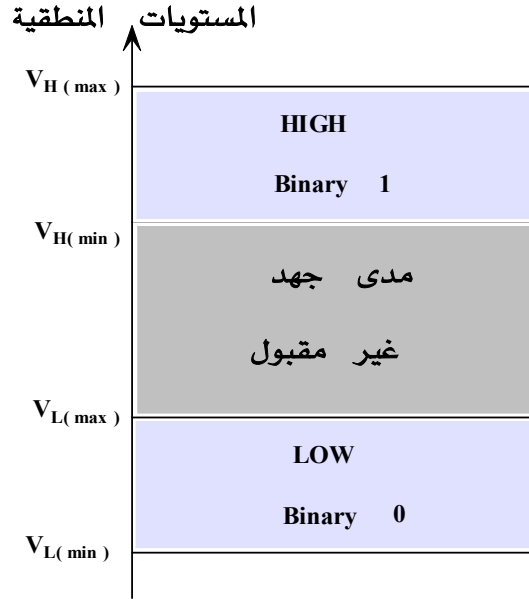 المستويات المنطقية
V_H ( max )
HIGH
Binary 1
V_H( min )
مدى جهد
غير مقبول
V_L( max )
LOW
Binary 0
V_L( min )